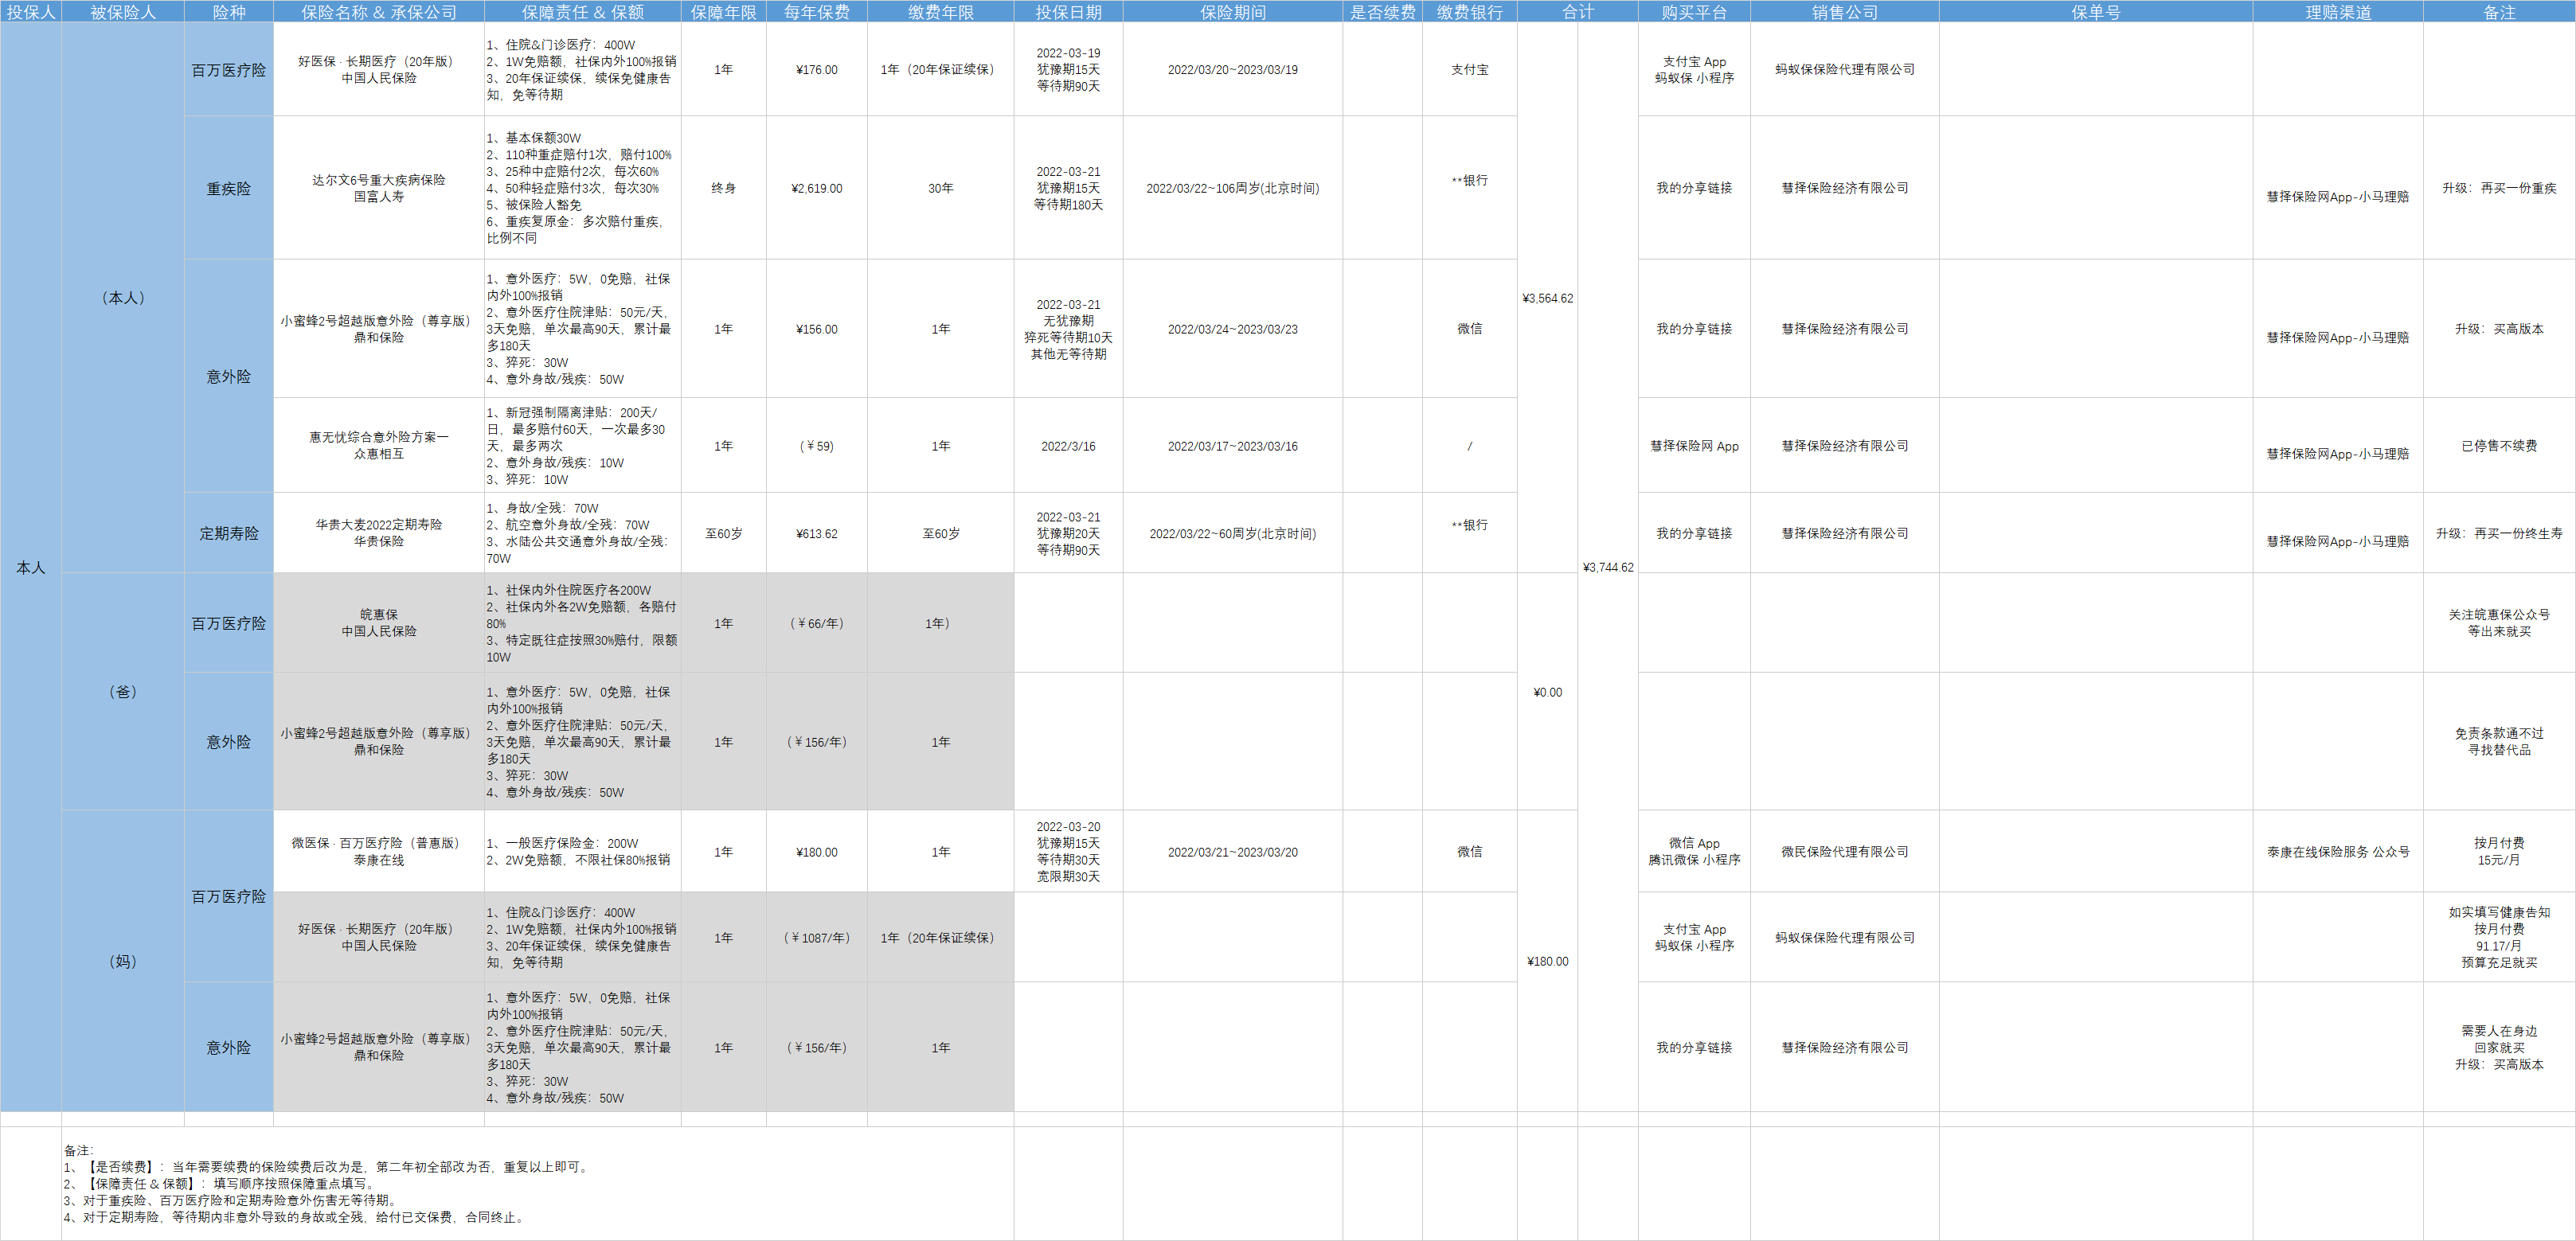 投保人 被保险人 险种 保险名称 & 承保公司 保障责任 & 保额 保障年限 每年保费 缴费年限 投保日期 保险期间 是否续费 缴费银行 合计 购买平台 销售公司 保单号 理赔渠道 备注
本人
（本人）
百万医疗险
好医保 · 长期医疗（20年版）
中国人民保险
1、住院&门诊医疗：400W
2、1W免赔额，社保内外100%报销
3、20年保证续保，续保免健康告
知，免等待期
1年
¥176.00
1年（20年保证续保）
2022-03-19
犹豫期15天
等待期90天
2022/03/20~2023/03/19
支付宝
¥3,564.62
¥3,744.62
支付宝 App
蚂蚁保 小程序
蚂蚁保保险代理有限公司
重疾险
达尔文6号重大疾病保险
国富人寿
1、基本保额30W
2、110种重症赔付1次，赔付100%
3、25种中症赔付2次，每次60%
4、50种轻症赔付3次，每次30%
5、被保险人豁免
6、重疾复原金：多次赔付重疾，
比例不同
终身
¥2,619.00
30年
2022-03-21
犹豫期15天
等待期180天
2022/03/22~106周岁(北京时间)
**银行
我的分享链接
慧择保险经济有限公司
慧择保险网App-小马理赔
升级：再买一份重疾
意外险
小蜜蜂2号超越版意外险（尊享版）
鼎和保险
1、意外医疗：5W，0免赔，社保
内外100%报销
2、意外医疗住院津贴：50元/天，
3天免赔，单次最高90天，累计最
多180天
3、猝死：30W
4、意外身故/残疾：50W
1年
¥156.00
1年
2022-03-21
无犹豫期
猝死等待期10天
其他无等待期
2022/03/24~2023/03/23
微信
我的分享链接
慧择保险经济有限公司
慧择保险网App-小马理赔
升级：买高版本
惠无忧综合意外险方案一
众惠相互
1、新冠强制隔离津贴：200天/
日，最多赔付60天，一次最多30
天，最多两次
2、意外身故/残疾：10W
3、猝死：10W
1年
(￥59)
1年
2022/3/16
2022/03/17~2023/03/16
/
慧择保险网 App
慧择保险经济有限公司
慧择保险网App-小马理赔
已停售不续费
定期寿险
华贵大麦2022定期寿险
华贵保险
1、身故/全残：70W
2、航空意外身故/全残：70W
3、水陆公共交通意外身故/全残：
70W
至60岁
¥613.62
至60岁
2022-03-21
犹豫期20天
等待期90天
2022/03/22~60周岁(北京时间)
**银行
我的分享链接
慧择保险经济有限公司
慧择保险网App-小马理赔
升级：再买一份终生寿
（爸）
百万医疗险
皖惠保
中国人民保险
1、社保内外住院医疗各200W
2、社保内外各2W免赔额，各赔付
80%
3、特定既往症按照30%赔付，限额
10W
1年
（￥66/年）
1年）
¥0.00
关注皖惠保公众号
等出来就买
意外险
小蜜蜂2号超越版意外险（尊享版）
鼎和保险
1、意外医疗：5W，0免赔，社保
内外100%报销
2、意外医疗住院津贴：50元/天，
3天免赔，单次最高90天，累计最
多180天
3、猝死：30W
4、意外身故/残疾：50W
1年
（￥156/年）
1年
免责条款通不过
寻找替代品
（妈）
百万医疗险
微医保 · 百万医疗险（普惠版）
泰康在线
1、一般医疗保险金：200W
2、2W免赔额，不限社保80%报销
1年
¥180.00
1年
2022-03-20
犹豫期15天
等待期30天
宽限期30天
2022/03/21~2023/03/20
微信
¥180.00
微信 App
腾讯微保 小程序
微民保险代理有限公司
泰康在线保险服务 公众号
按月付费
15元/月
好医保 · 长期医疗（20年版）
中国人民保险
1、住院&门诊医疗：400W
2、1W免赔额，社保内外100%报销
3、20年保证续保，续保免健康告
知，免等待期
1年
（￥1087/年）
1年（20年保证续保）
支付宝 App
蚂蚁保 小程序
蚂蚁保保险代理有限公司
如实填写健康告知
按月付费
91.17/月
预算充足就买
意外险
小蜜蜂2号超越版意外险（尊享版）
鼎和保险
1、意外医疗：5W，0免赔，社保
内外100%报销
2、意外医疗住院津贴：50元/天，
3天免赔，单次最高90天，累计最
多180天
3、猝死：30W
4、意外身故/残疾：50W
1年
（￥156/年）
1年
我的分享链接
慧择保险经济有限公司
需要人在身边
回家就买
升级：买高版本
备注：
1、【是否续费】：当年需要续费的保险续费后改为是，第二年初全部改为否，重复以上即可。
2、【保障责任 & 保额】：填写顺序按照保障重点填写。
3、对于重疾险、百万医疗险和定期寿险意外伤害无等待期。
4、对于定期寿险，等待期内非意外导致的身故或全残，给付已交保费，合同终止。